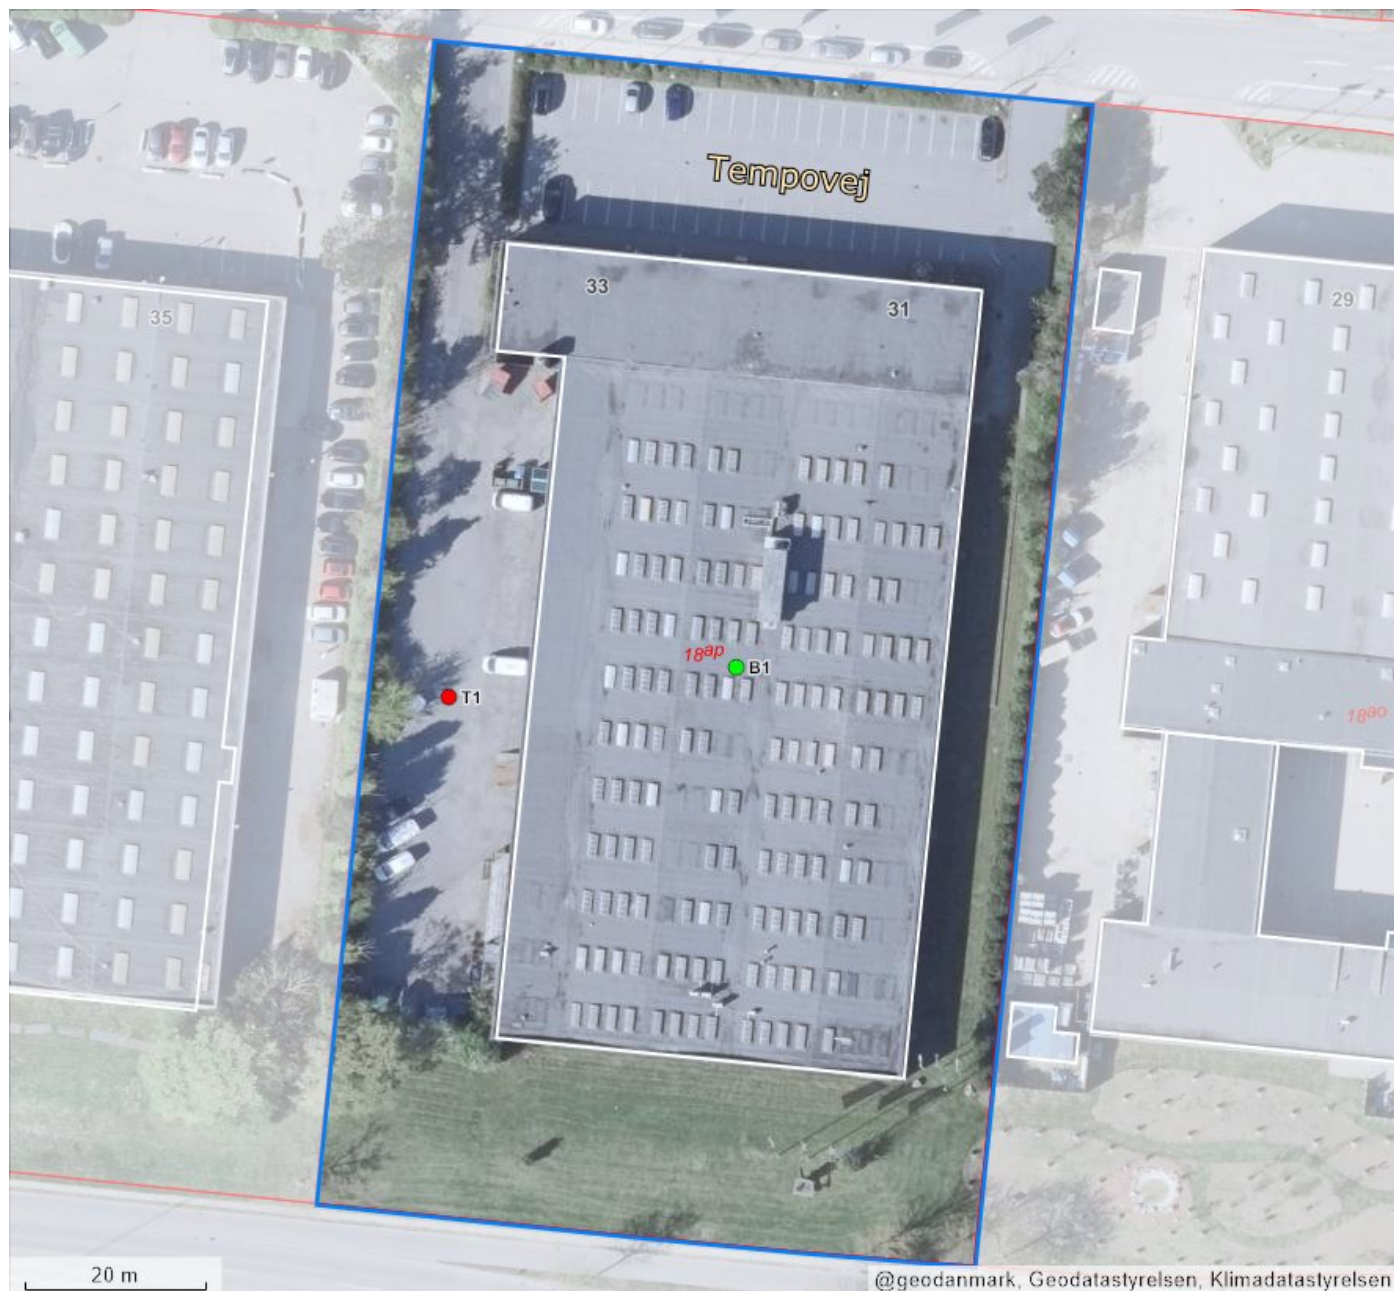 Tempovej
33
31
35
29
18ap
B1
T1
18ao
20 m
@geodanmark, Geodatastyrelsen, Klimadatastyrelsen